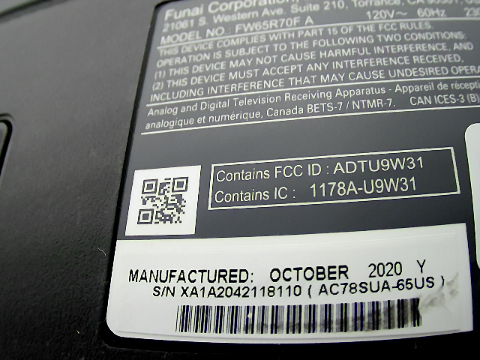 Funai Corporation
21061 S. Western Ave. Suite 210, Torrance, CA 90501, US
MODEL NO. FW65R70F A 120V~ 60Hz 230
THIS DEVICE COMPLIES WITH PART 15 OF THE FCC RULES.
OPERATION IS SUBJECT TO THE FOLLOWING TWO CONDITIONS:
(1) THIS DEVICE MAY NOT CAUSE HARMFUL INTERFERENCE, AND
(2) THIS DEVICE MUST ACCEPT ANY INTERFERENCE RECEIVED,
INCLUDING INTERFERENCE THAT MAY CAUSE UNDESIRED OPERATION
Analog and Digital Television Receiving Apparatus - Appareil de réception
analogique et numérique, Canada BETS-7 / NTMR-7. CAN ICES-3 (B)
Contains FCC ID : ADTU9W31
Contains IC : 1178A-U9W31
MANUFACTURED: OCTOBER 2020 Y
S/N XA1A2042118110 ( AC78SUA-65US )